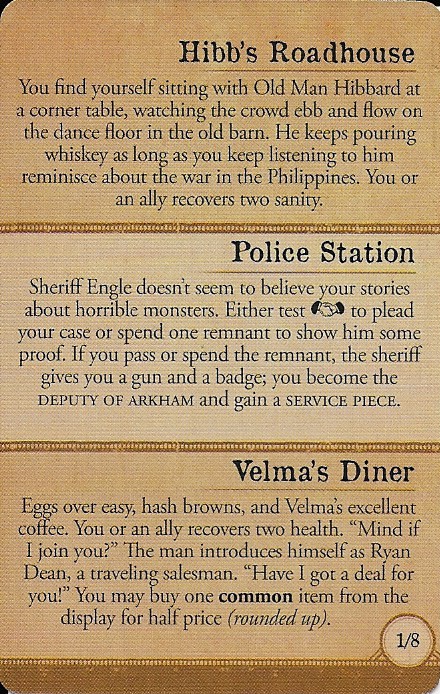 Hibb's Roadhouse
You find yourself sitting with Old Man Hibbard at
a corner table, watching the crowd ebb and flow on
the dance floor in the old barn. He keeps pouring
whiskey as long as you keep listening to him
reminisce about the war in the Philippines. You or
an ally recovers two sanity.
Police Station
Sheriff Engle doesn't seem to believe your stories
about horrible monsters. Either test to plead
your case or spend one remnant to show him some
proof. If you pass or spend the remnant, the sheriff
gives you a gun and a badge; you become the
DEPUTY OF ARKHAM and gain a SERVICE PIECE.
Velma's Diner
Eggs over easy, hash browns, and Velma's excellent
coffee. You or an ally recovers two health. “Mind if
I join you?” The man introduces himself as Ryan
Dean, a traveling salesman. “Have I got a deal for
you!” You may buy one common item from the
display for half price (rounded up).
1/8